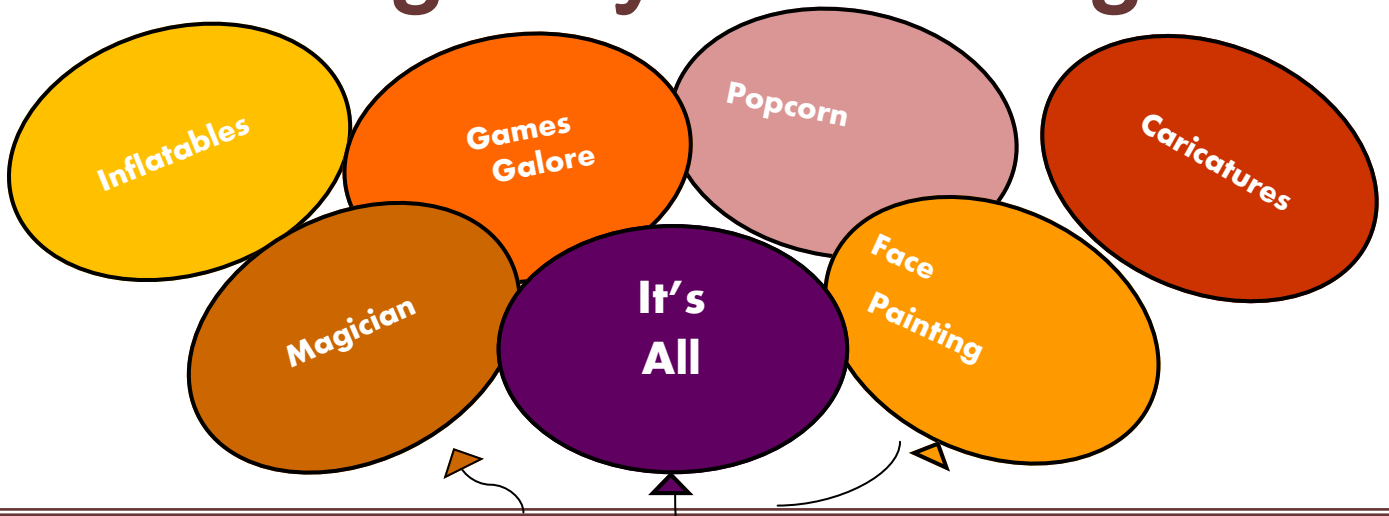 Inflatables
Games
Galore
Popcorn
Caricatures
Magician
It's
All
Face
Painting